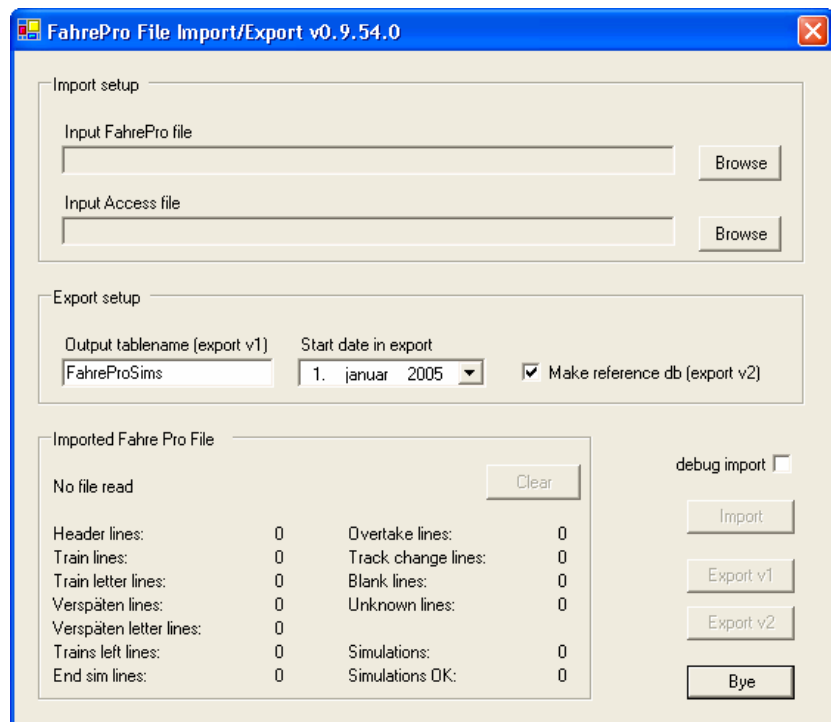 FahrePro File Import/Export v0.9.54.0
Import setup
Input FahrePro file
Browse
Input Access file
Browse
Export setup
Output tablename (export v1) Start date in export
FahreProSims 1. januar 2005 Make reference db (export v2)
Imported Fahre Pro File
debug import
No file read Clear
Import
Header lines: 0 Overtake lines: 0
Train lines: 0 Track change lines: 0
Train letter lines: 0 Blank lines: 0
Export v1
Verspäten lines: 0 Unknown lines: 0
Verspäten letter lines: 0
Export v2
Trains left lines: 0 Simulations: 0
End sim lines: 0 Simulations OK: 0
Bye